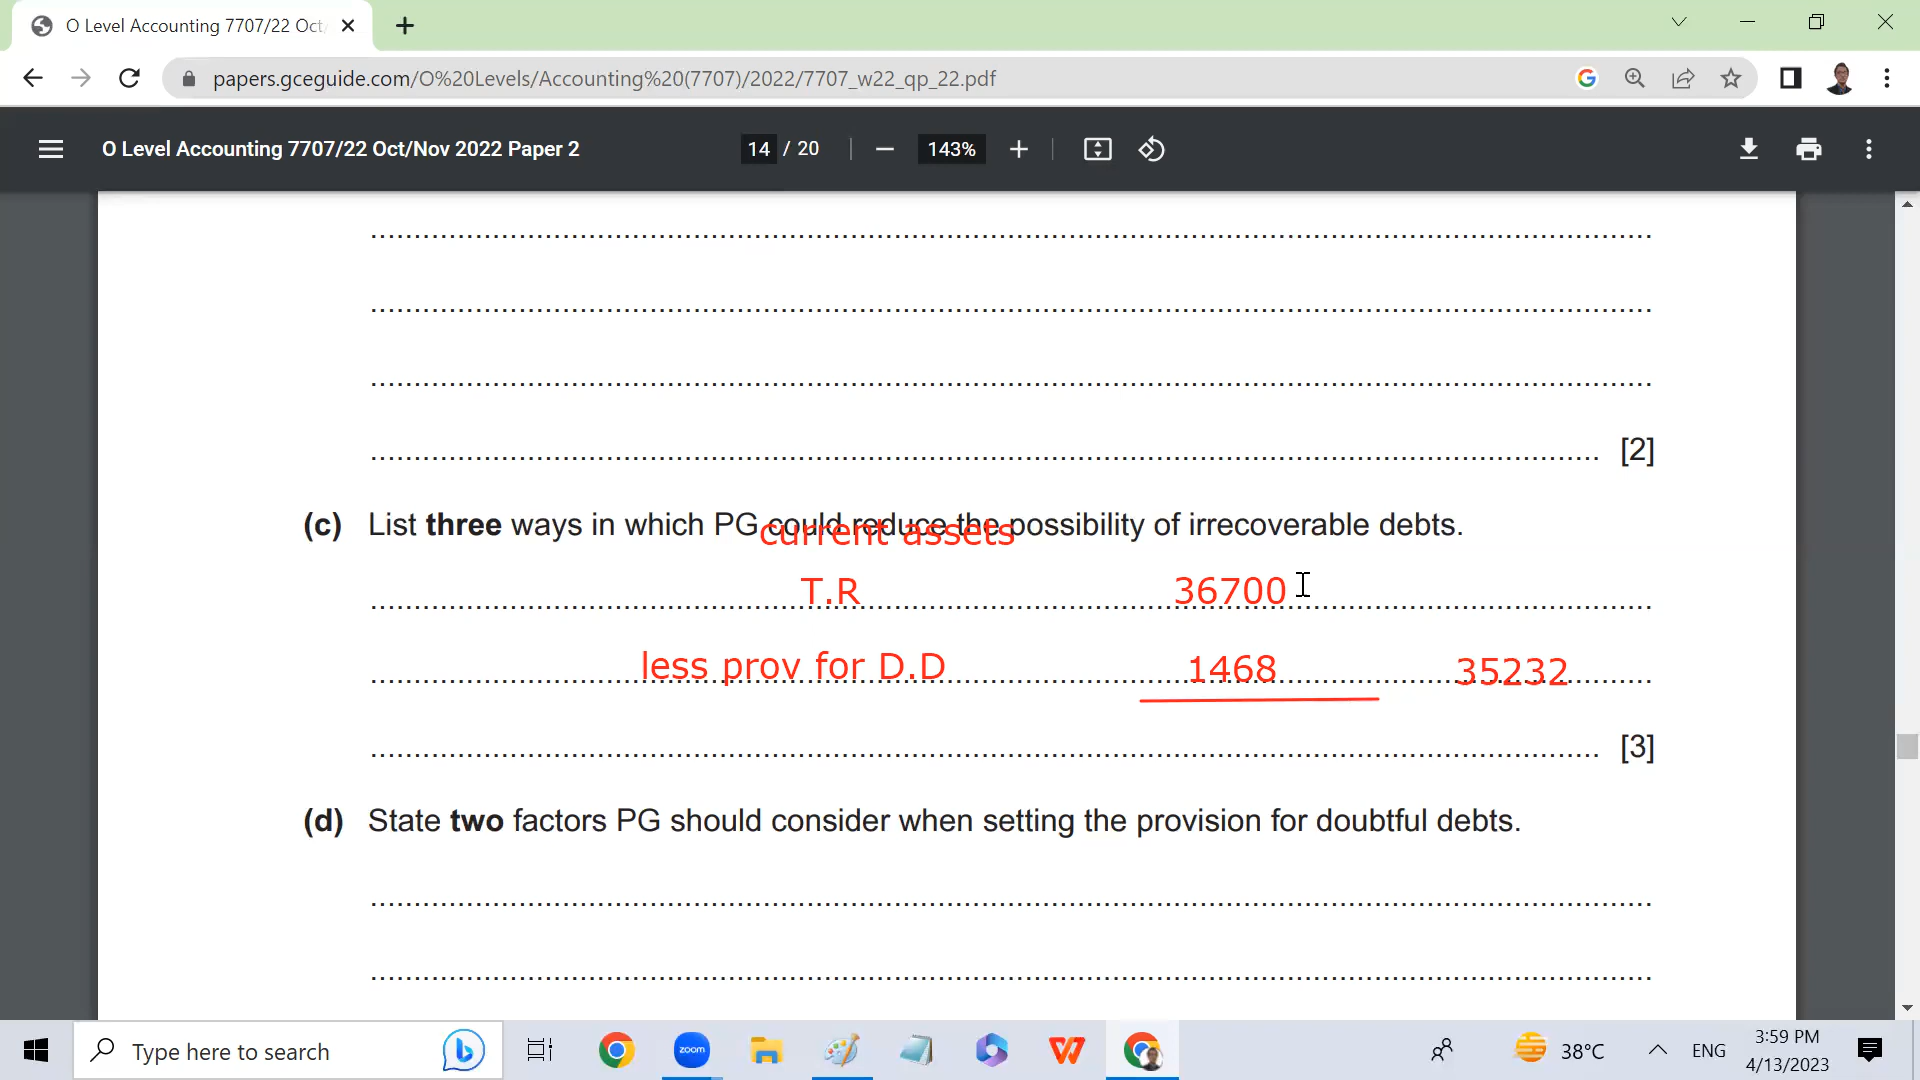 O Level Accounting 7707/22 Oct/
papers.gceguide.com/O%20Levels/Accounting%20(7707)/2022/7707_w22_qp_22.pdf
O Level Accounting 7707/22 Oct/Nov 2022 Paper 2
14 / 20
143%
[2]
(c) List three ways in which PG could reduce the possibility of irrecoverable debts.
current assets
T.R 36700
less prov for D.D 1468 35232
[3]
(d) State two factors PG should consider when setting the provision for doubtful debts.
Type here to search
zoom
38°C
ENG
3:59 PM
4/13/2023